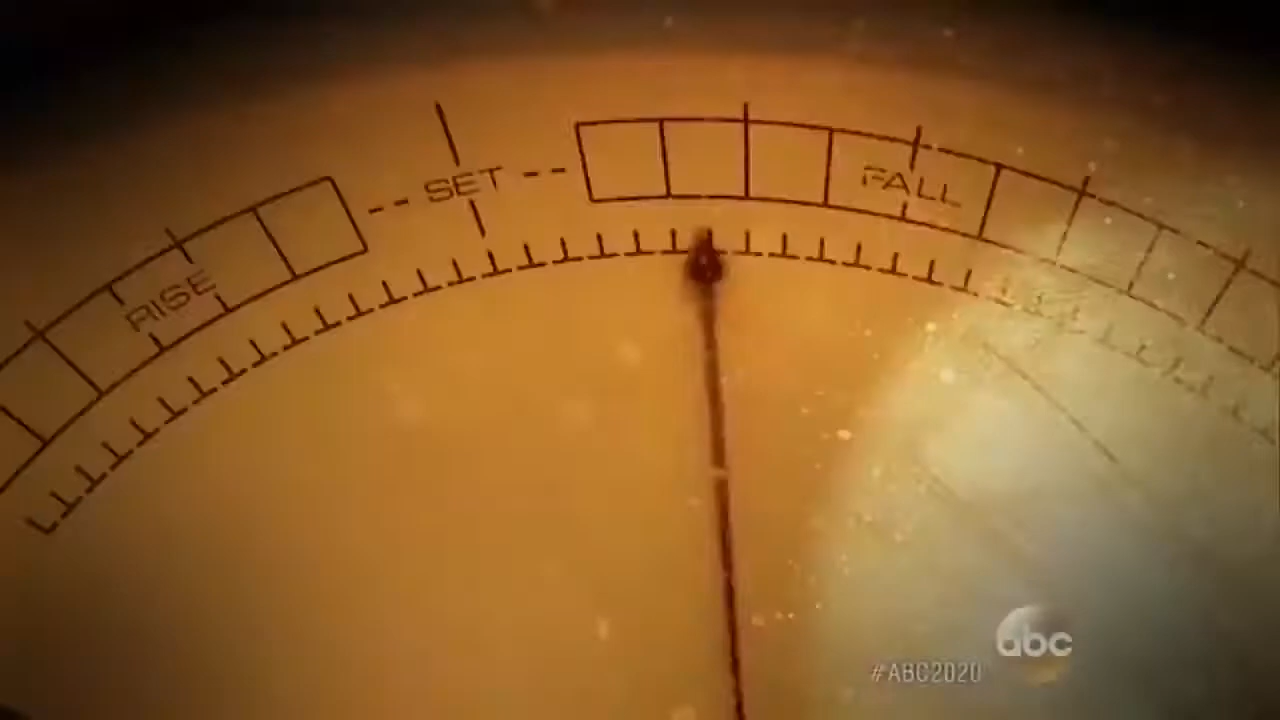 RISE
-- SET --
FALL
abc
#ABC2020